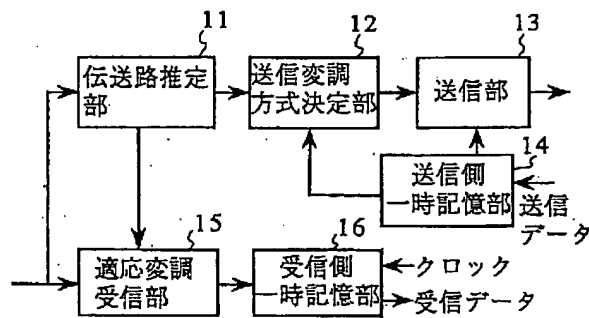 11
伝送路推定
部
12
送信変調
方式決定部
13
送信部
14
送信側
一時記憶部
送信
データ
15
適応変調
受信部
16
受信側
一時記憶部
クロック
受信データ